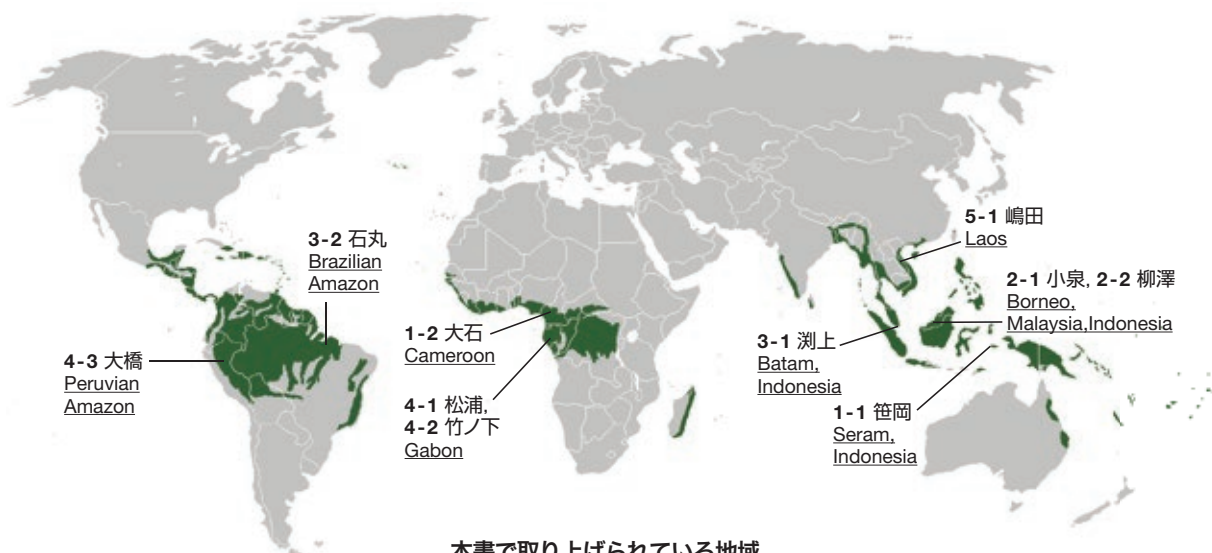 3-2 石丸
Brazilian
Amazon
4-3 大橋
Peruvian
Amazon
1-2 大石
Cameroon
4-1 松浦,
4-2 竹ノ下
Gabon
5-1 嶋田
Laos
2-1 小泉, 2-2 柳澤
Borneo,
Malaysia,Indonesia
3-1 渕上
Batam,
Indonesia
1-1 笹岡
Seram,
Indonesia
本書で取り上げられている地域